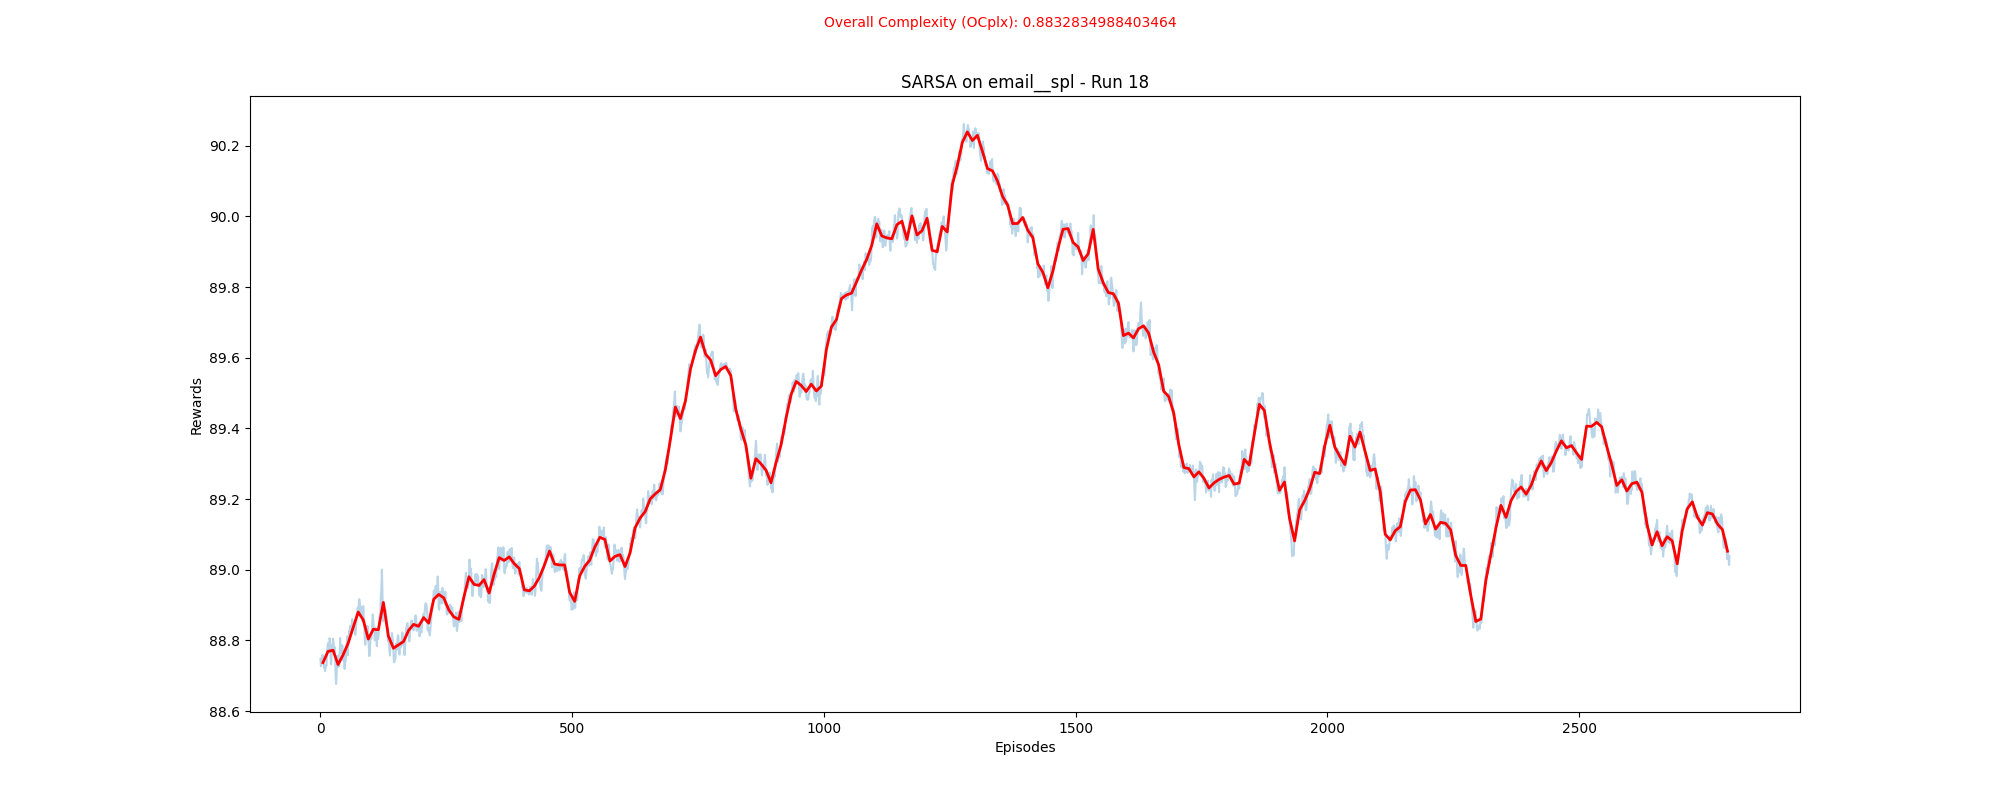 Overall Complexity (OCplx): 0.8832834988403464
SARSA on email__spl - Run 18
90.2
90.0
89.8
89.6
89.4
89.2
89.0
88.8
88.6
Rewards
0 500 1000 1500 2000 2500
Episodes